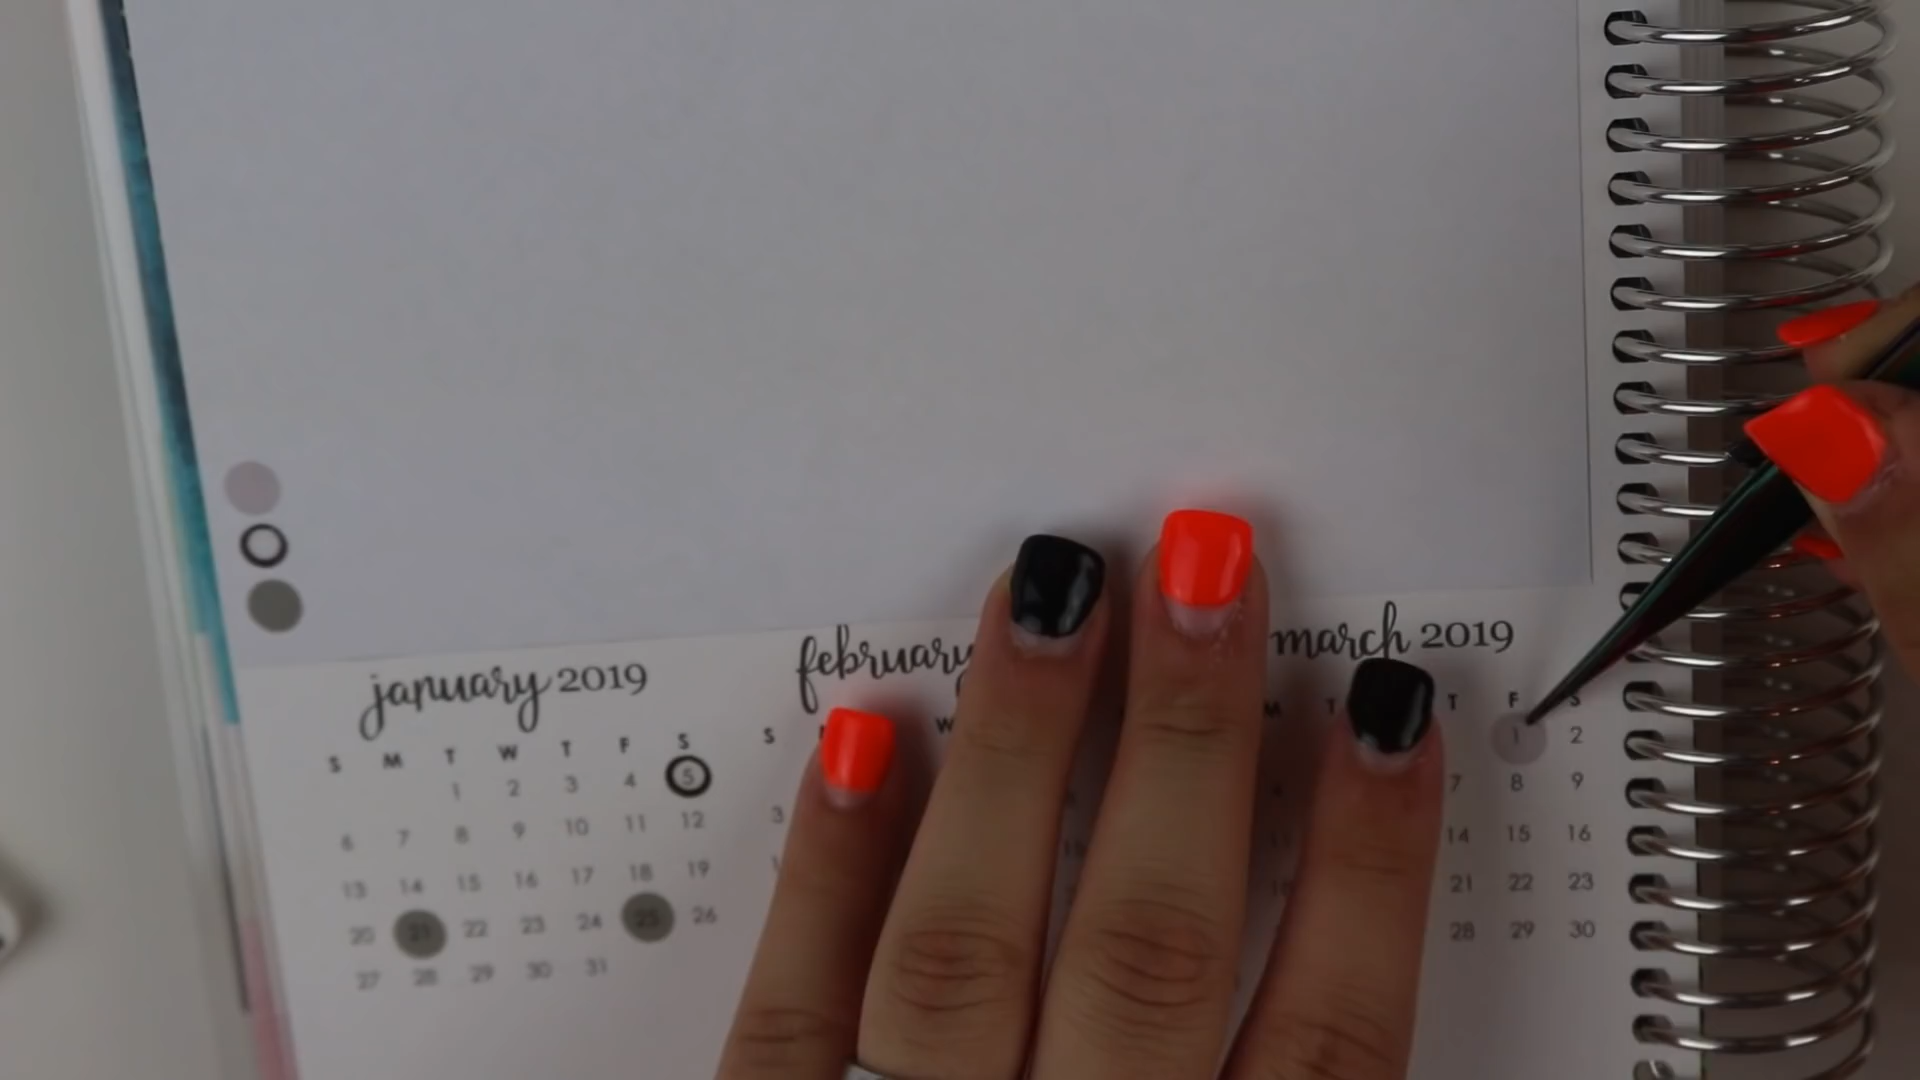 january 2019
S M T W T F S
1 2 3 4 5
6 7 8 9 10 11 12
13 14 15 16 17 18 19
20 21 22 23 24 25 26
27 28 29 30 31
february
S W
3
march 2019
M T T F S
1 2
7 8 9
14 15 16
21 22 23
28 29 30